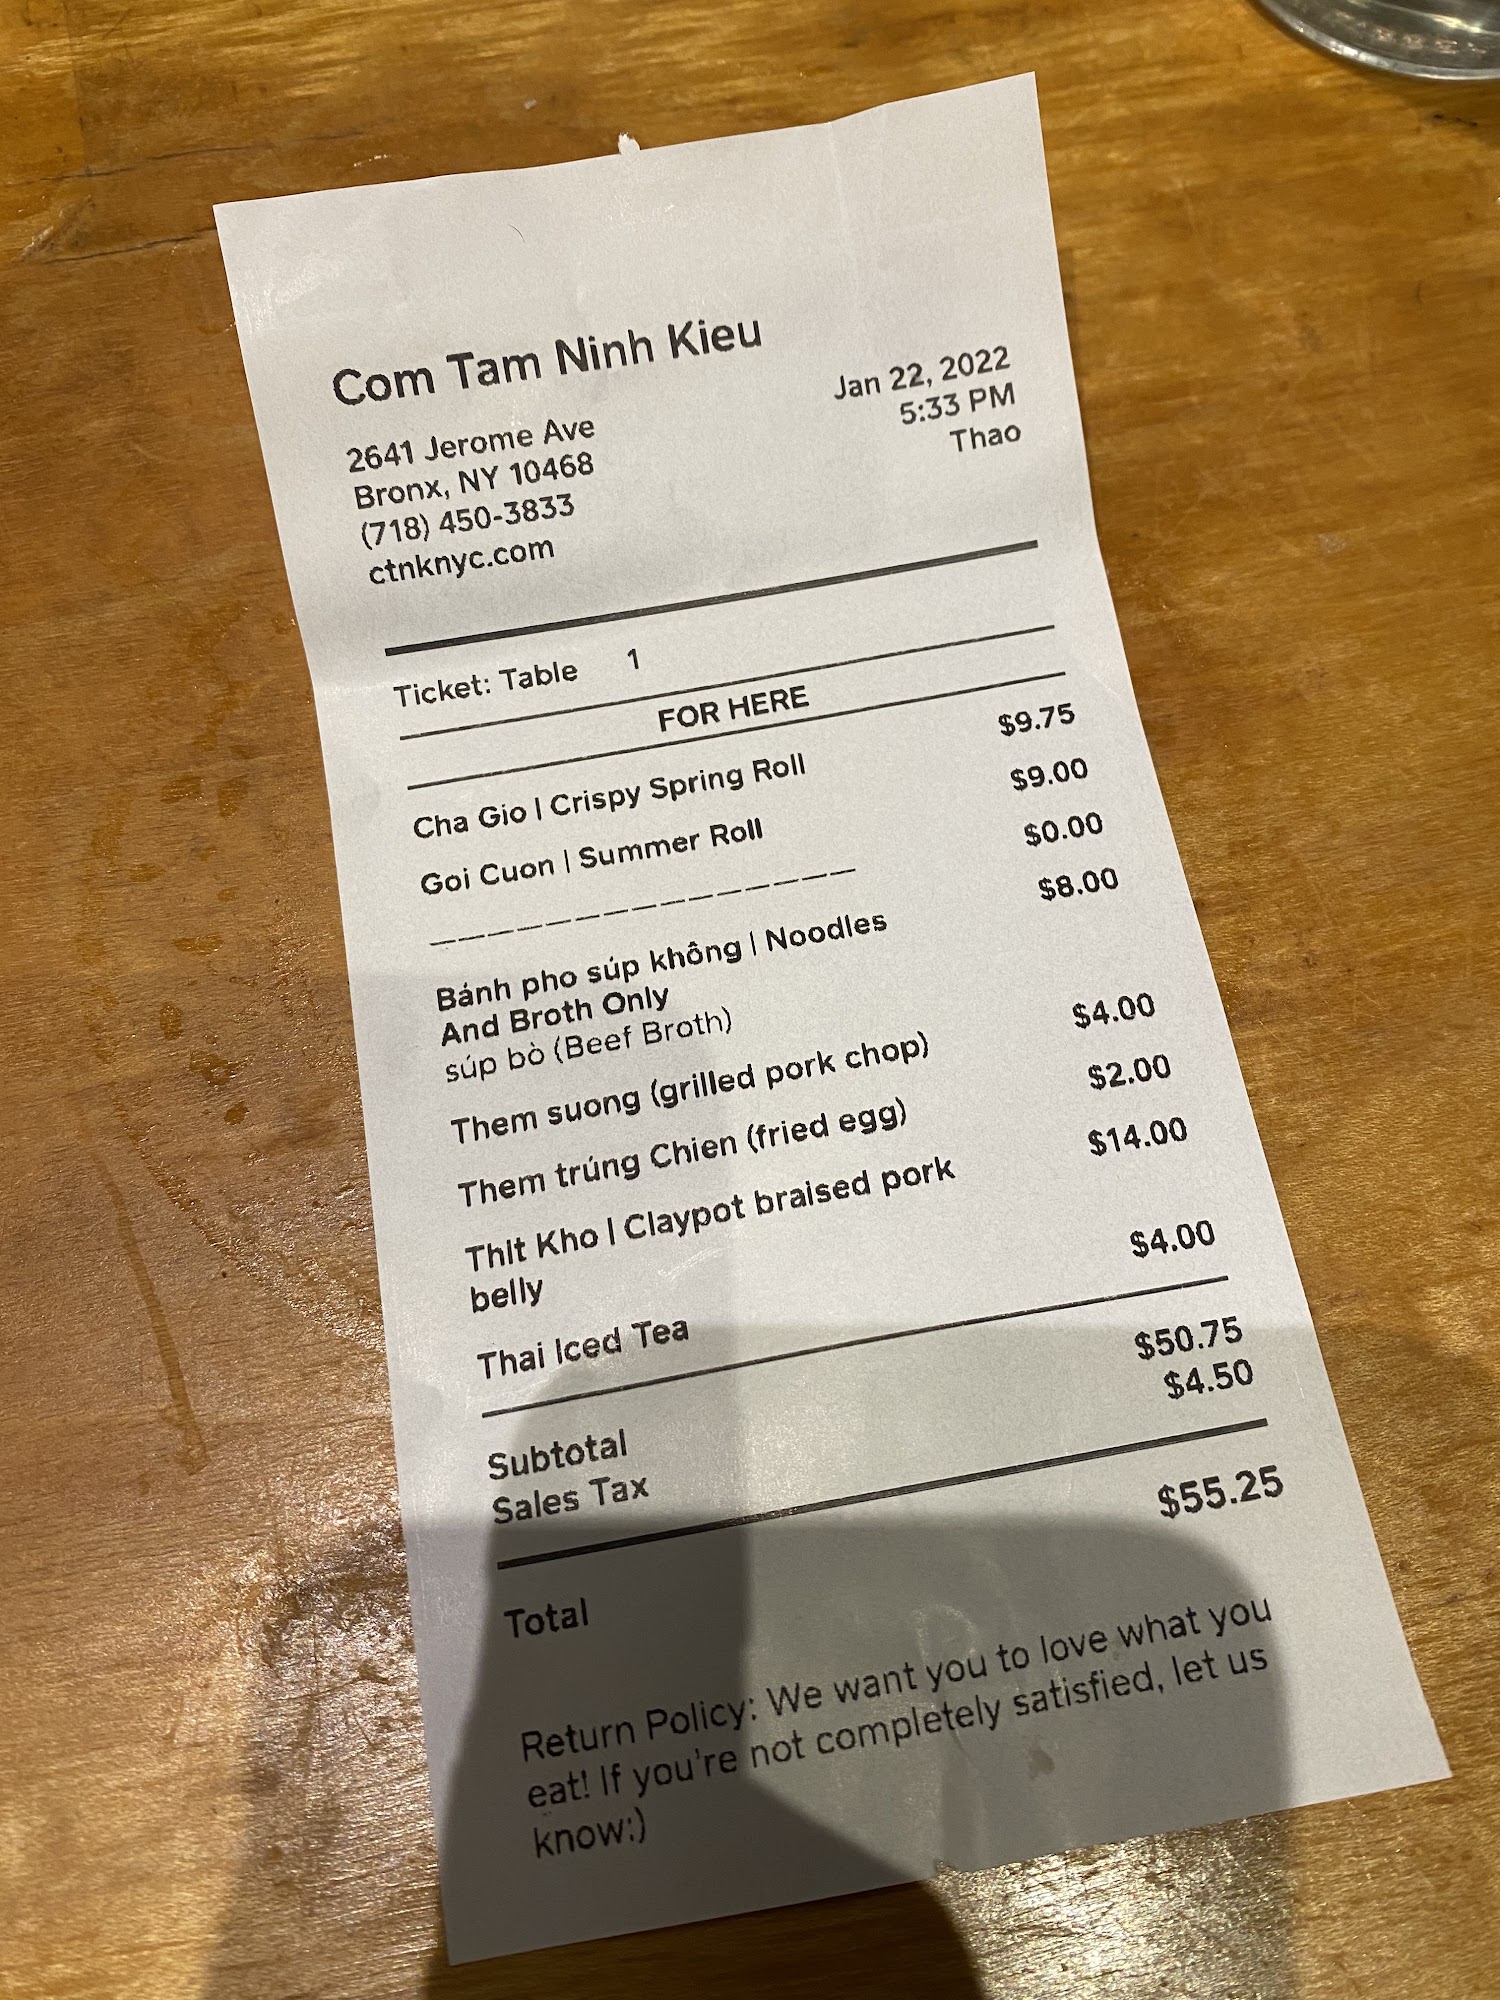 Com Tam Ninh Kieu
2641 Jerome Ave
Bronx, NY 10468
(718) 450-3833
ctnknyc.com
Jan 22, 2022
5:33 PM
Thao
Ticket: Table 1
FOR HERE
Cha Gio | Crispy Spring Roll $9.75
Goi Cuon | Summer Roll $9.00
_______________ $0.00
Bánh pho súp không | Noodles $8.00
And Broth Only
súp bò (Beef Broth)
Them suong (grilled pork chop) $4.00
Them trúng Chien (fried egg) $2.00
ThIt Kho | Claypot braised pork $14.00
belly
Thai Iced Tea $4.00
Subtotal $50.75
Sales Tax $4.50
Total $55.25
Return Policy: We want you to love what you
eat! If you're not completely satisfied, let us
know:)